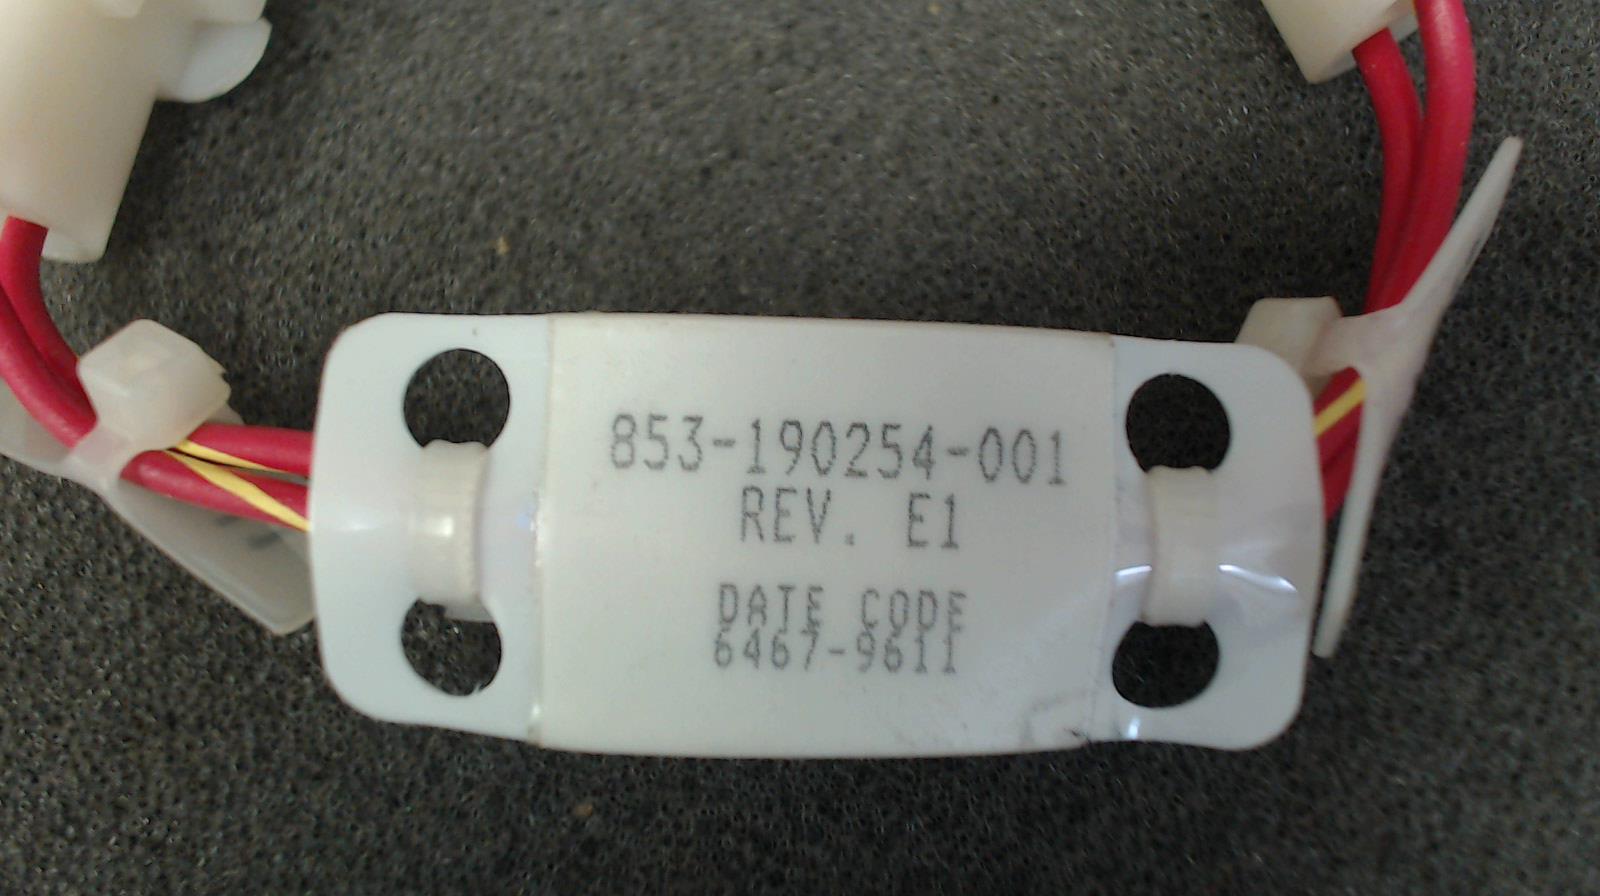 853-190254-001
REV. E1
DATE CODE
6467-9611